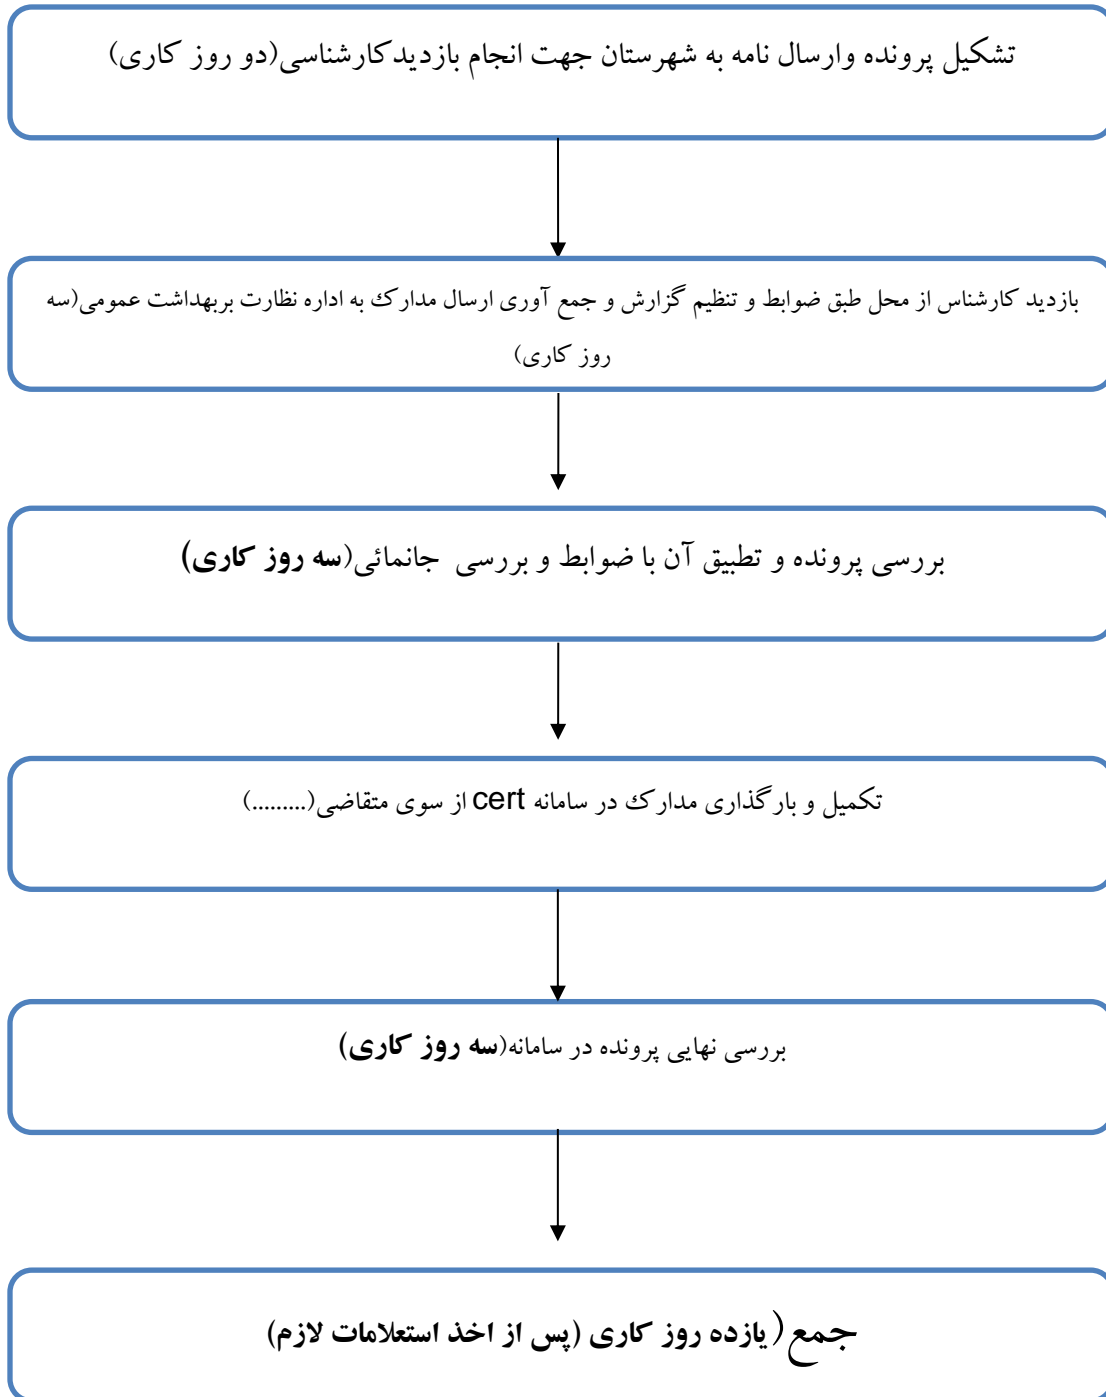 تشکیل پرونده وارسال نامه به شهرستان جهت انجام بازدیدکارشناسی(دو روز کاری)
بازدید کارشناس از محل طبق ضوابط و تنظیم گزارش و جمع آوری ارسال مدارک به اداره نظارت بربهداشت عمومی(سه
روز کاری)
بررسی پرونده و تطبیق آن با ضوابط و بررسی جانمائی(سه روز کاری)
تکمیل و بارگذاری مدارک در سامانه cert از سوی متقاضی(.........)
بررسی نهایی پرونده در سامانه(سه روز کاری)
جمع( یازده روز کاری (پس از اخذ استعلامات لازم)